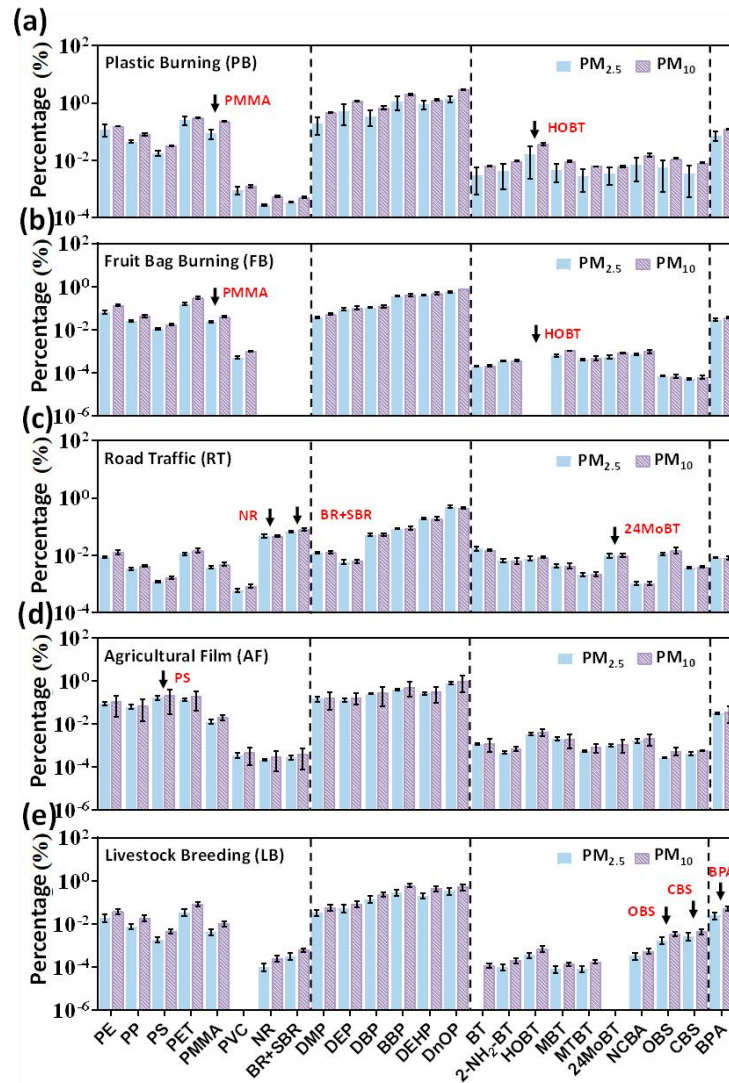 (a)
Percentage (%)
10²
10⁰
10⁻²
10⁻⁴
Plastic Burning (PB)
PM₂.₅ PM₁₀
PMMA
HOBT
(b)
Percentage (%)
10²
10⁰
10⁻²
10⁻⁴
10⁻⁶
Fruit Bag Burning (FB)
PM₂.₅ PM₁₀
PMMA
HOBT
(c)
Percentage (%)
10²
10⁰
10⁻²
10⁻⁴
Road Traffic (RT)
PM₂.₅ PM₁₀
NR BR+SBR 24MoBT
(d)
Percentage (%)
10²
10⁰
10⁻²
10⁻⁴
10⁻⁶
Agricultural Film (AF)
PM₂.₅ PM₁₀
PS
(e)
Percentage (%)
10²
10⁰
10⁻²
10⁻⁴
10⁻⁶
Livestock Breeding (LB)
PM₂.₅ PM₁₀
OBS CBS BPA
PE
PP
PS
PET
PMMA
PVC
NR
BR+SBR
DMP
DEP
DBP
BBP
DEHP
DnOP
BT
2-NH₂-BT
HOBT
MBT
MTBT
24MoBT
NCBA
OBS
CBS
BPA